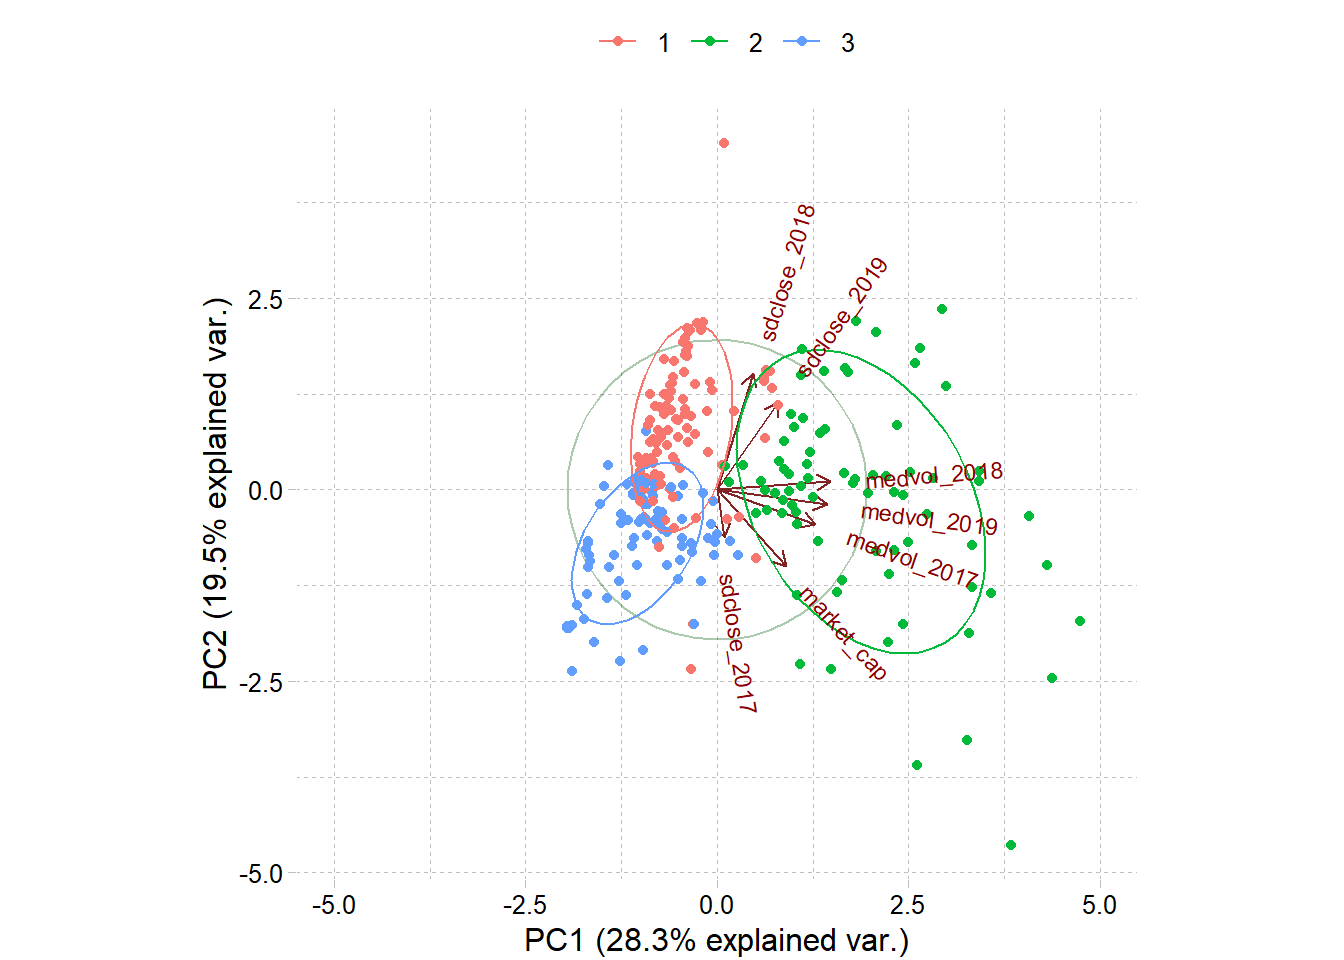 1 2 3
sdclose_2018
sdclose_2019
medvol_2018
medvol_2019
medvol_2017
market_cap
sdclose_2017
PC2 (19.5% explained var.)
2.5
0.0
-2.5
-5.0
-5.0 -2.5 0.0 2.5 5.0
PC1 (28.3% explained var.)